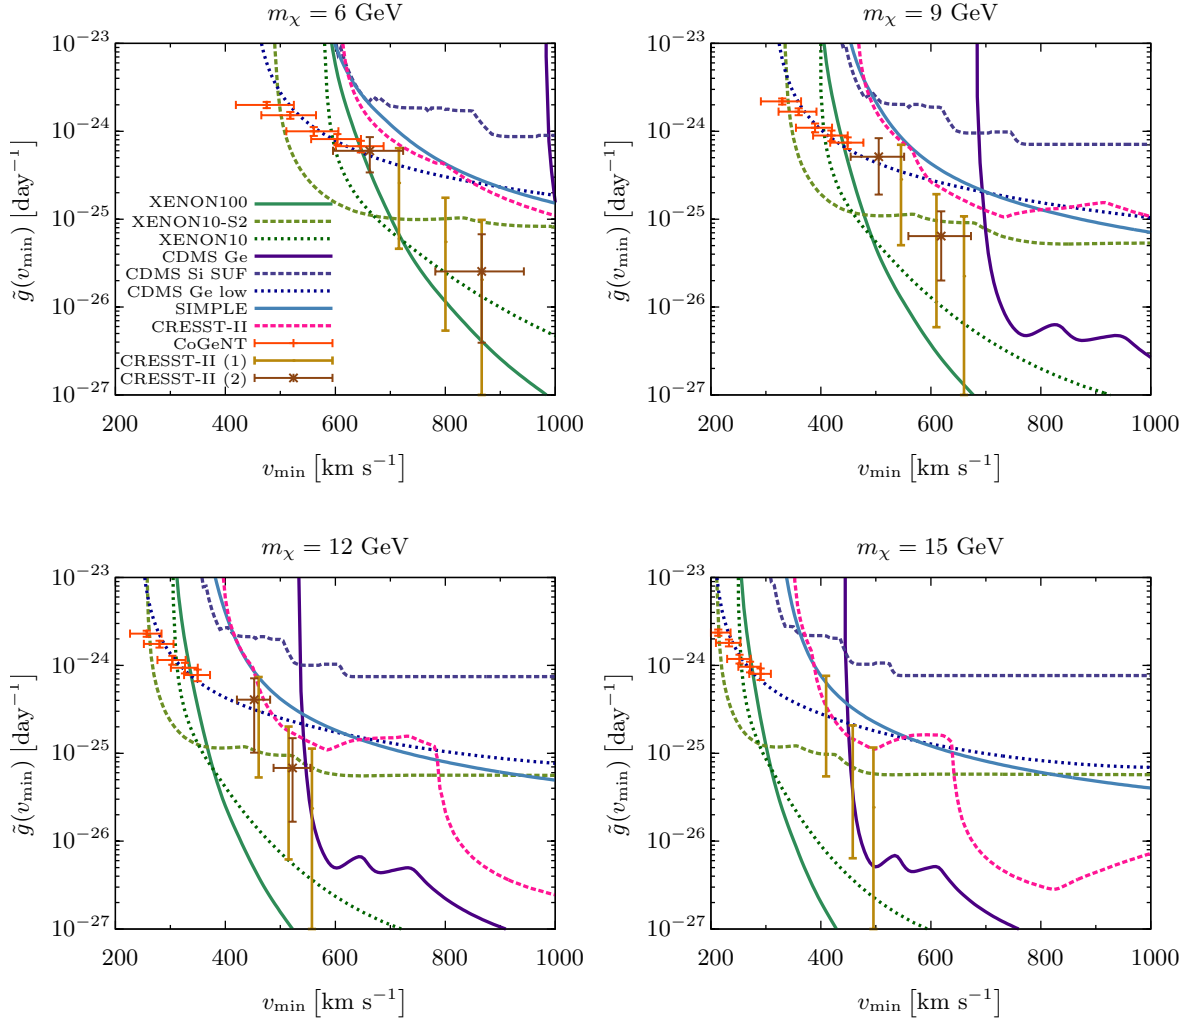 m_χ = 6 GeV
10^−23
10^−24
10^−25
10^−26
10^−27
g̃(v_min) [day^−1]
XENON100
XENON10-S2
XENON10
CDMS Ge
CDMS Si SUF
CDMS Ge low
SIMPLE
CRESST-II
CoGeNT
CRESST-II (1)
CRESST-II (2)
200 400 600 800 1000
v_min [km s^−1]
m_χ = 9 GeV
10^−23
10^−24
10^−25
10^−26
10^−27
g̃(v_min) [day^−1]
200 400 600 800 1000
v_min [km s^−1]
m_χ = 12 GeV
10^−23
10^−24
10^−25
10^−26
10^−27
g̃(v_min) [day^−1]
200 400 600 800 1000
v_min [km s^−1]
m_χ = 15 GeV
10^−23
10^−24
10^−25
10^−26
10^−27
g̃(v_min) [day^−1]
200 400 600 800 1000
v_min [km s^−1]